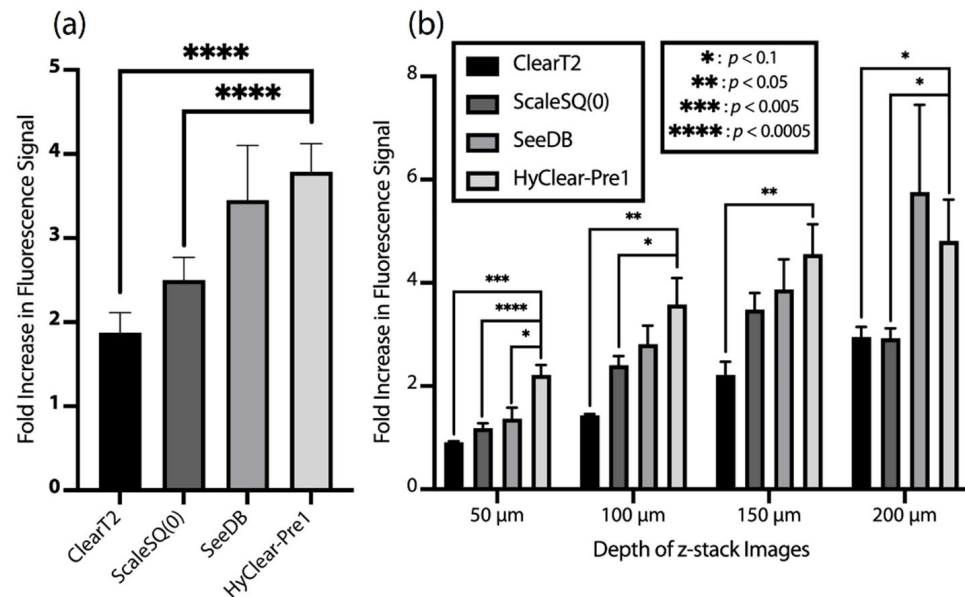 (a)
Fold Increase in Fluorescence Signal
5
4
3
2
1
0
****
****
ClearT2
ScaleSQ(0)
SeeDB
HyClear-Pre1
(b)
Fold Increase in Fluorescence Signal
8
6
4
2
0
ClearT2
ScaleSQ(0)
SeeDB
HyClear-Pre1
*: p < 0.1
**: p < 0.05
***: p < 0.005
****: p < 0.0005
***
****
*
**
*
**
*
*
50 µm
100 µm
150 µm
200 µm
Depth of z-stack Images